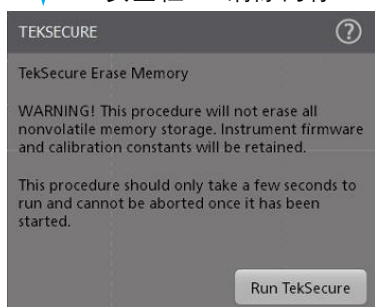 TEKSECURE
TekSecure Erase Memory
WARNING! This procedure will
not erase all
nonvolatile memory storage. Instrument firmware
and calibration constants will be retained.
This procedure should only take a few seconds to
run and cannot be aborted once it has been
started.
Run TekSecure